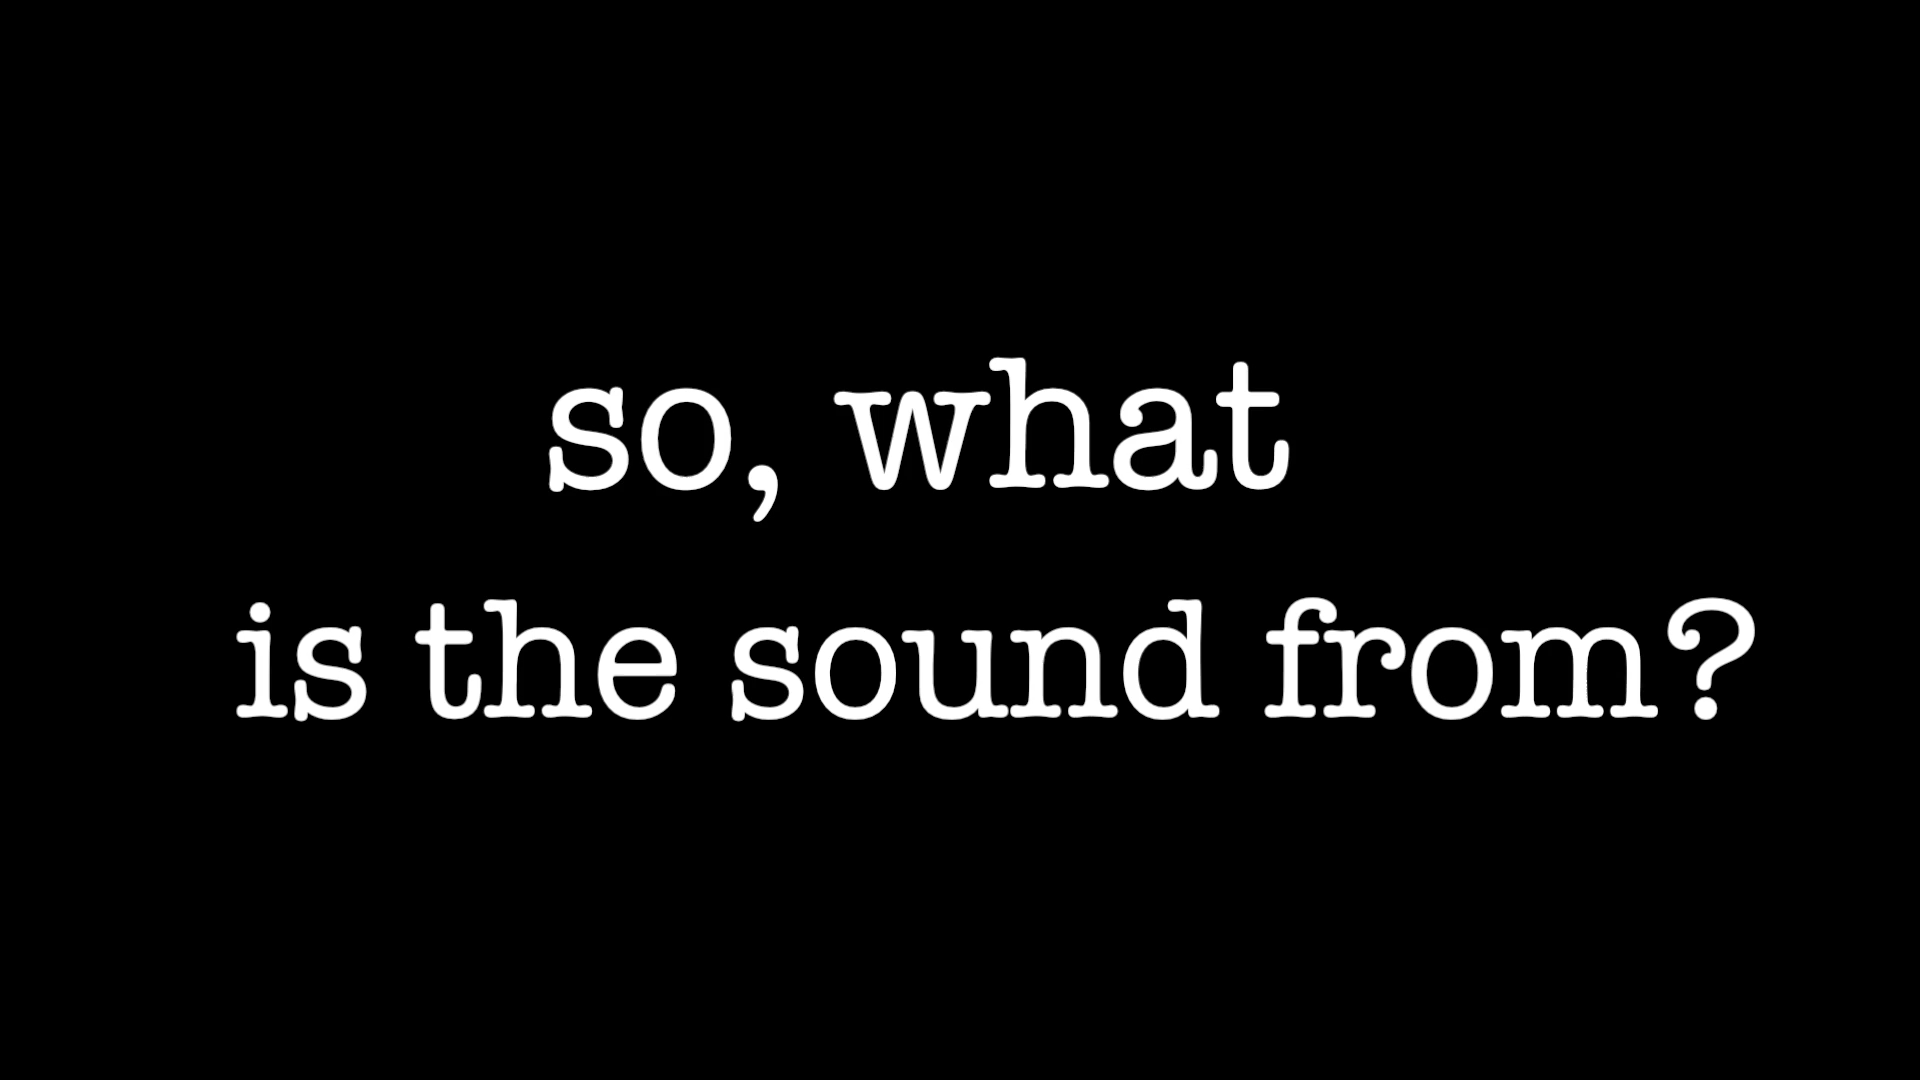 so, what
is the sound from?